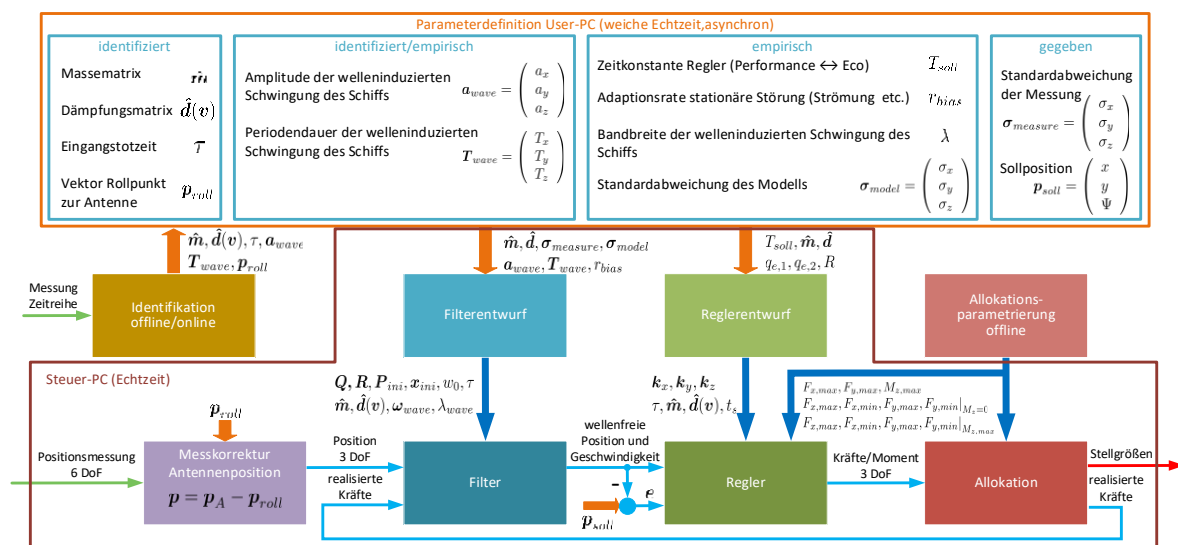 Parameterdefinition User-PC (weiche Echtzeit,asynchron)
identifiziert
Massematrix m̂
Dämpfungsmatrix d̂(v)
Eingangstotzeit τ
Vektor Rollpunkt
zur Antenne p_roll
identifiziert/empirisch
Amplitude der welleninduzierten
Schwingung des Schiffs
a_wave = ( a_x a_y a_z )
Periodendauer der welleninduzierten
Schwingung des Schiffs
T_wave = ( T_x T_y T_z )
empirisch
Zeitkonstante Regler (Performance ↔ Eco) T_soll
Adaptionsrate stationäre Störung (Strömung etc.) r_bias
Bandbreite der welleninduzierten Schwingung des
Schiffs λ
Standardabweichung des Modells σ_model = ( σ_x σ_y σ_z )
gegeben
Standardabweichung
der Messung
σ_measure = ( σ_x σ_y σ_z )
Sollposition
p_soll = ( x y Ψ )
m̂, d̂(v), τ, a_wave
T_wave, p_roll
m̂, d̂, σ_measure, σ_model
a_wave, T_wave, r_bias
T_soll, m̂, d̂
q_e,1, q_e,2, R
Messung
Zeitreihe
Identifikation
offline/online
Filterentwurf
Reglerentwurf
Allokations-
parametrierung
offline
Steuer-PC (Echtzeit)
Q, R, P_ini, x_ini, w_0, τ
m̂, d̂(v), ω_wave, λ_wave
k_x, k_y, k_z
τ, m̂, d̂(v), t_s
F_x,max, F_y,max, M_z,max
F_x,max, F_x,min, F_y,max, F_y,min|_M_z=0
F_x,max, F_x,min, F_y,max, F_y,min|_M_z,max
p_roll
Positionsmessung
6 DoF
Messkorrektur
Antennenposition
p = p_A − p_roll
Position
3 DoF
realisierte
Kräfte
Filter
wellenfreie
Position und
Geschwindigkeit
-
e
p_soll
Regler
Kräfte/Moment
3 DoF
Allokation
Stellgrößen
realisierte
Kräfte